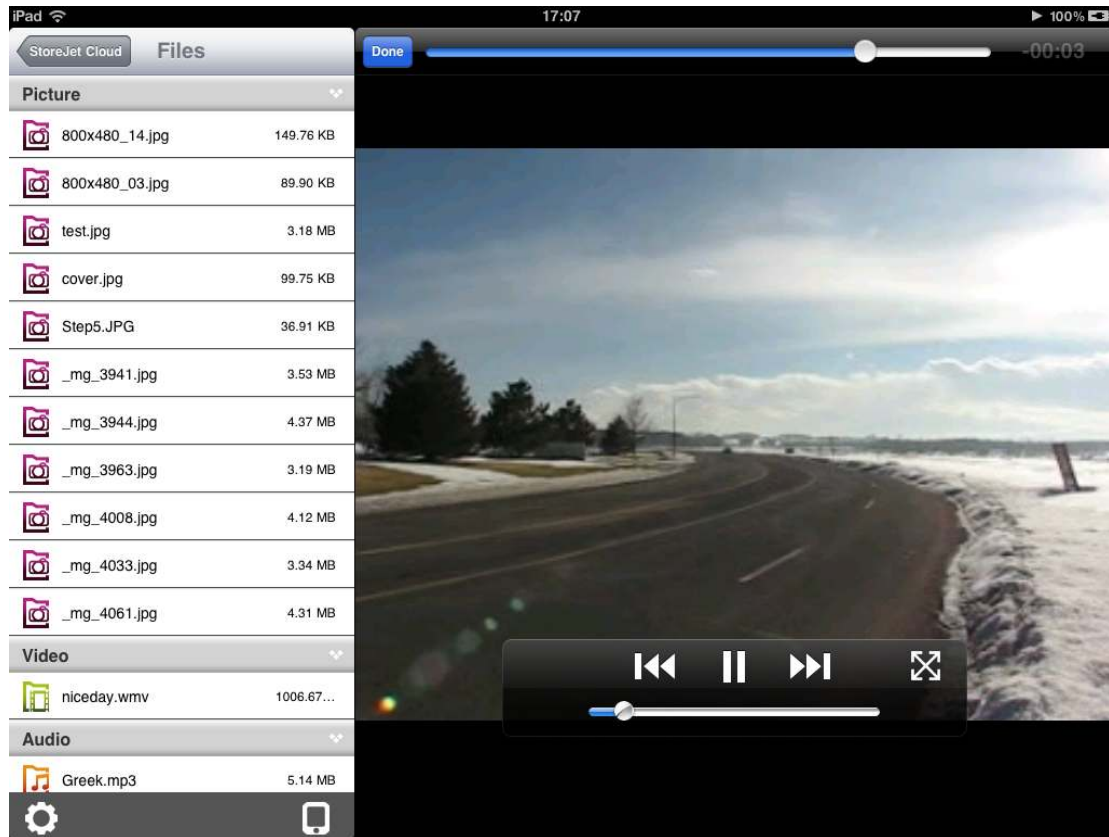 iPad 17:07 100%
StoreJet Cloud Files
Done -00:03
Picture
800x480_14.jpg 149.76 KB
800x480_03.jpg 89.90 KB
test.jpg 3.18 MB
cover.jpg 99.75 KB
Step5.JPG 36.91 KB
_mg_3941.jpg 3.53 MB
_mg_3944.jpg 4.37 MB
_mg_3963.jpg 3.19 MB
_mg_4008.jpg 4.12 MB
_mg_4033.jpg 3.34 MB
_mg_4061.jpg 4.31 MB
Video
niceday.wmv 1006.67...
Audio
Greek.mp3 5.14 MB